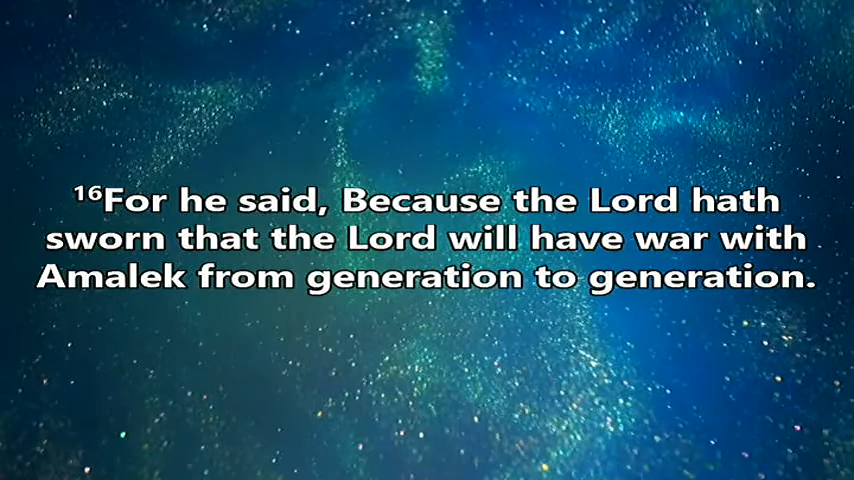 ¹⁶For he said, Because the Lord hath
sworn that the Lord will have war with
Amalek from generation to generation.